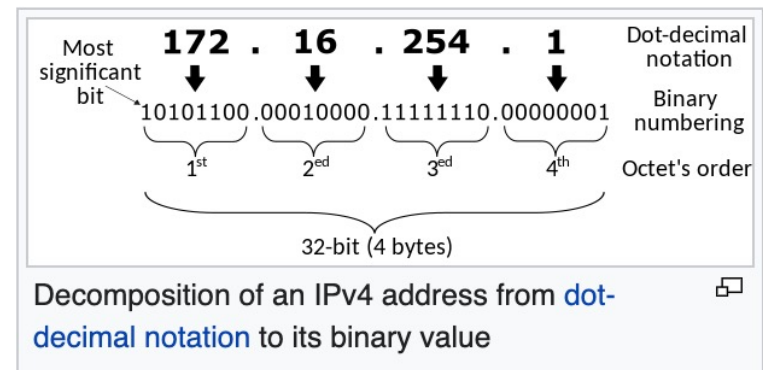 172 . 16 . 254 . 1
Dot-decimal
notation
Most
significant
bit
10101100.00010000.11111110.00000001
Binary
numbering
1st 2ed 3ed 4th
Octet's order
32-bit (4 bytes)
Decomposition of an IPv4 address from dot-
decimal notation to its binary value